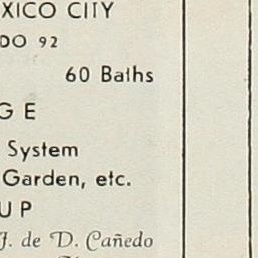 XICO CITY
DO 92
60 Baths
G E
System
Garden, etc.
U P
J. de D. Cañedo